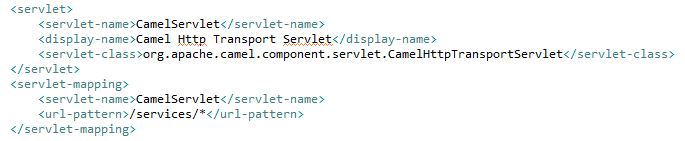 <servlet>
<servlet-name>CamelServlet</servlet-name>
<display-name>Camel Http Transport Servlet</display-name>
<servlet-class>org.apache.camel.component.servlet.CamelHttpTransportServlet</servlet-class>
</servlet>
<servlet-mapping>
<servlet-name>CamelServlet</servlet-name>
<url-pattern>/services/*</url-pattern>
</servlet-mapping>